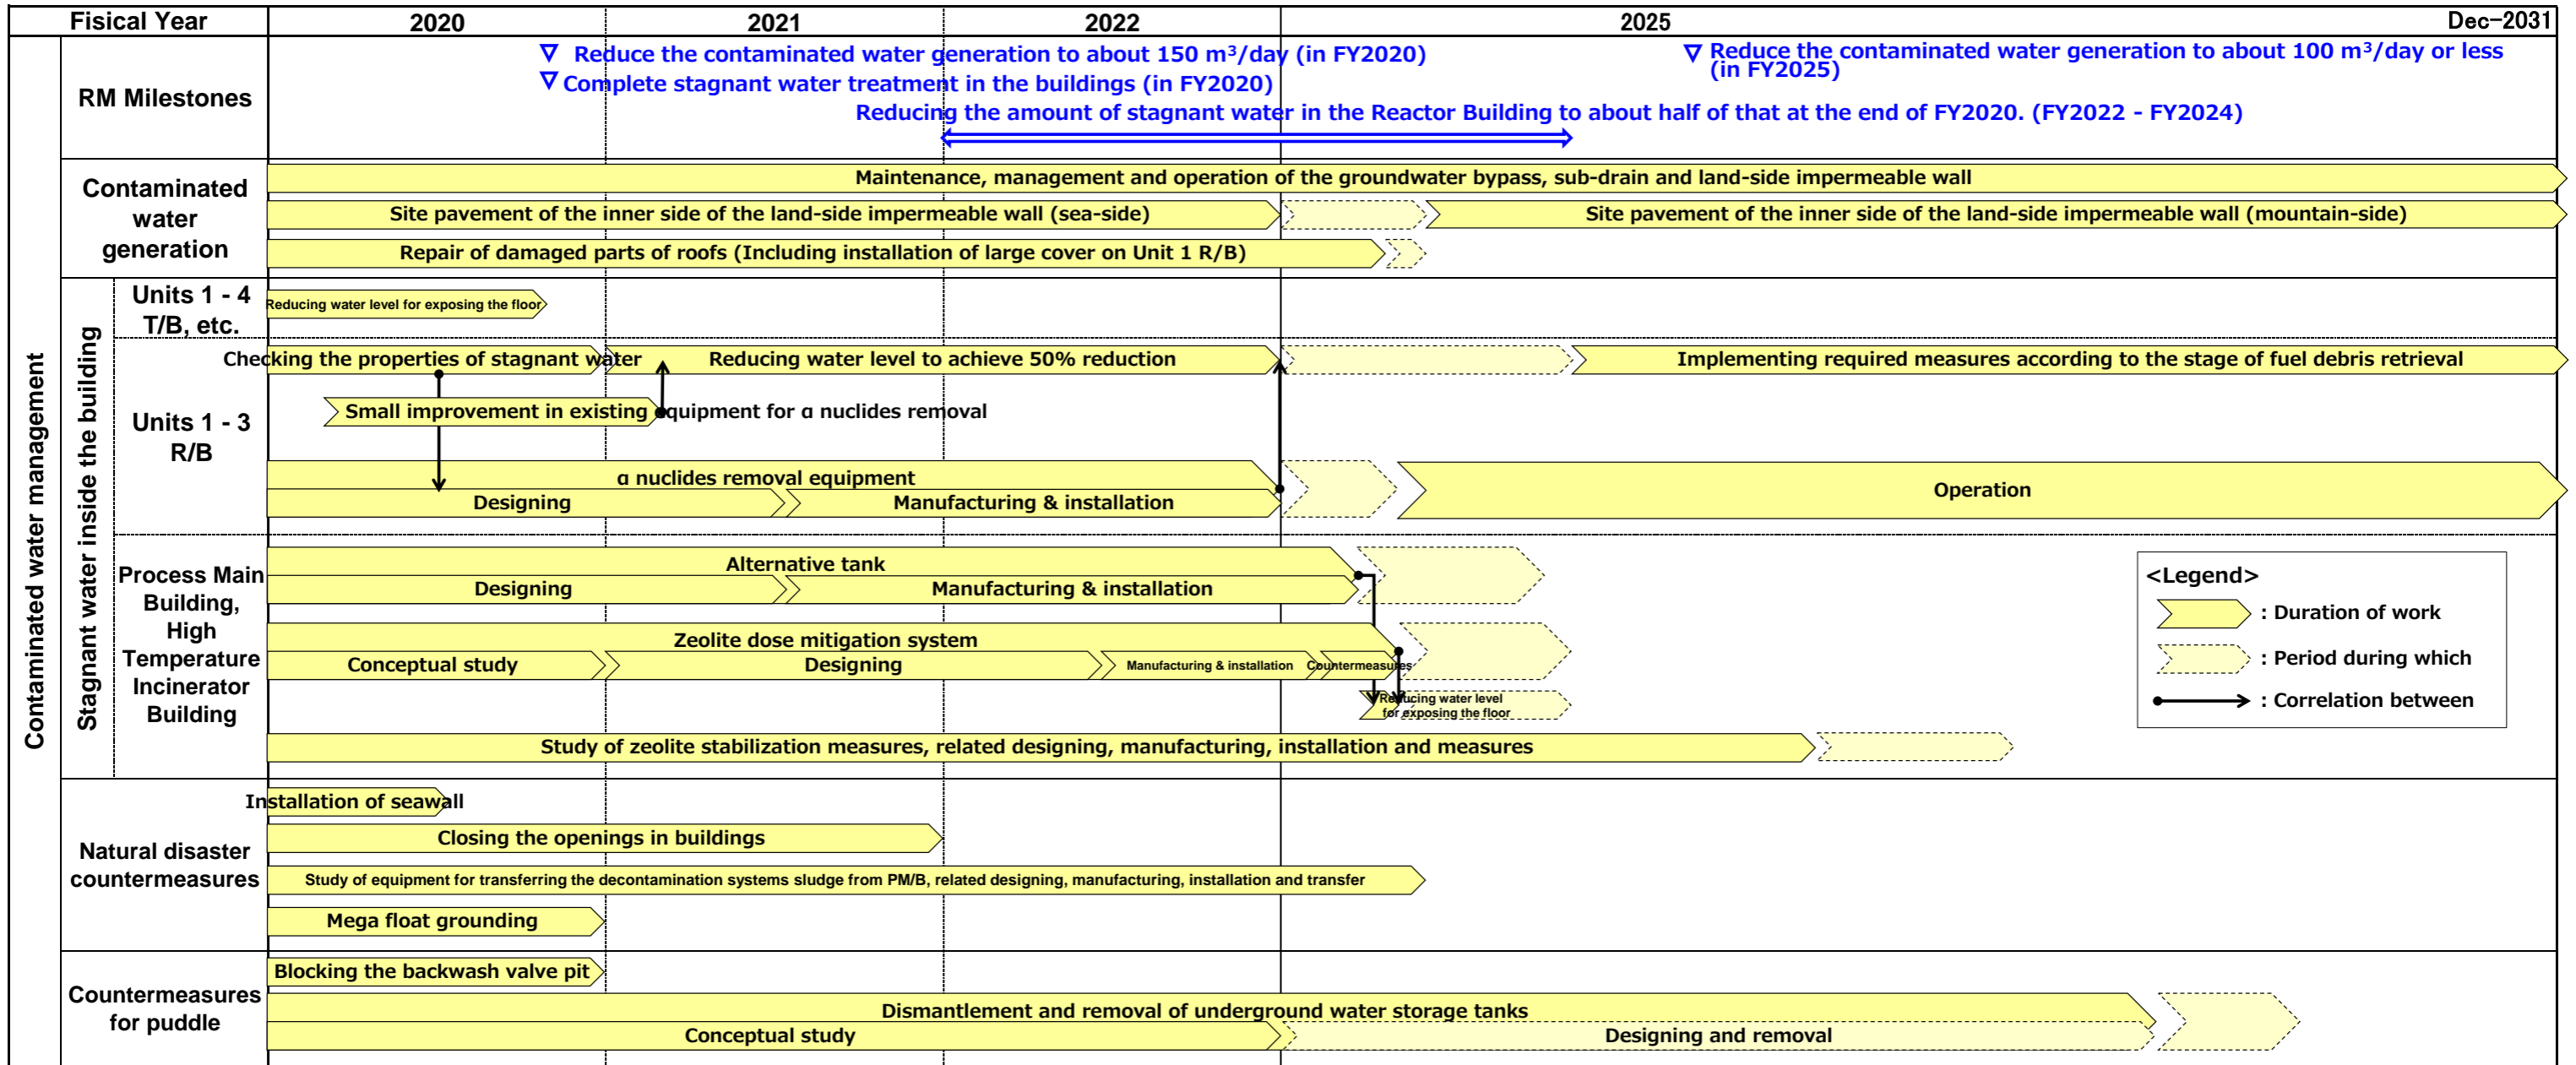 Fisical Year
2020
2021
2022
2025
Dec-2031
Contaminated water management
RM Milestones
▽ Reduce the contaminated water generation to about 150 m³/day (in FY2020)
▽ Complete stagnant water treatment in the buildings (in FY2020)
▽ Reduce the contaminated water generation to about 100 m³/day or less
(in FY2025)
Reducing the amount of stagnant water in the Reactor Building to about half of that at the end of FY2020. (FY2022 - FY2024)
Contaminated
water
generation
Maintenance, management and operation of the groundwater bypass, sub-drain and land-side impermeable wall
Site pavement of the inner side of the land-side impermeable wall (sea-side)
Site pavement of the inner side of the land-side impermeable wall (mountain-side)
Repair of damaged parts of roofs (Including installation of large cover on Unit 1 R/B)
Stagnant water inside the building
Units 1 - 4
T/B, etc.
Reducing water level for exposing the floor
Units 1 - 3
R/B
Checking the properties of stagnant water
Reducing water level to achieve 50% reduction
Implementing required measures according to the stage of fuel debris retrieval
Small improvement in existing equipment for α nuclides removal
α nuclides removal equipment
Designing
Manufacturing & installation
Operation
Process Main
Building,
High
Temperature
Incinerator
Building
Alternative tank
Designing
Manufacturing & installation
Zeolite dose mitigation system
Conceptual study
Designing
Manufacturing & installation
Countermeasures
Reducing water level
for exposing the floor
Study of zeolite stabilization measures, related designing, manufacturing, installation and measures
<Legend>
: Duration of work
: Period during which
: Correlation between
Natural disaster
countermeasures
Installation of seawall
Closing the openings in buildings
Study of equipment for transferring the decontamination systems sludge from PM/B, related designing, manufacturing, installation and transfer
Mega float grounding
Countermeasures
for puddle
Blocking the backwash valve pit
Dismantlement and removal of underground water storage tanks
Conceptual study
Designing and removal